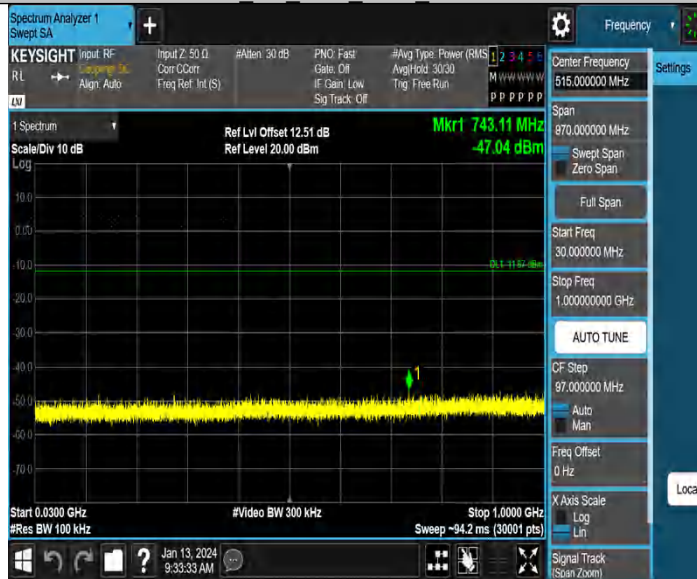 Spectrum Analyzer 1
Swept SA
+
Frequency
KEYSIGHT
Input: RF
Coupling: DC
Align: Auto
RL
Input Z: 50 Ω
Corr CCorr
Freq Ref: Int (S)
#Atten: 30 dB
PNO: Fast
Gate: Off
IF Gain: Low
Sig Track: Off
#Avg Type: Power (RMS
Avg|Hold: 30/30
Trig: Free Run
1 2 3 4 5 6
M W W W W W
P P P P P P
LXI
1 Spectrum
Scale/Div 10 dB
Log
Ref Lvl Offset 12.51 dB
Ref Level 20.00 dBm
Mkr1 743.11 MHz
-47.04 dBm
10.0
0.00
-10.0
-20.0
-30.0
-40.0
-50.0
-60.0
-70.0
1
Start 0.0300 GHz
#Res BW 100 kHz
#Video BW 300 kHz
Stop 1.0000 GHz
Sweep ~94.2 ms (30001 pts)
Jan 13, 2024
9:33:33 AM
?
Center Frequency
515.000000 MHz
Span
970.000000 MHz
Swept Span
Zero Span
Full Span
Start Freq
30.000000 MHz
Stop Freq
1.000000000 GHz
AUTO TUNE
CF Step
97.000000 MHz
Auto
Man
Freq Offset
0 Hz
X Axis Scale
Log
Lin
Signal Track
(Span Zoom)
Settings
Loca